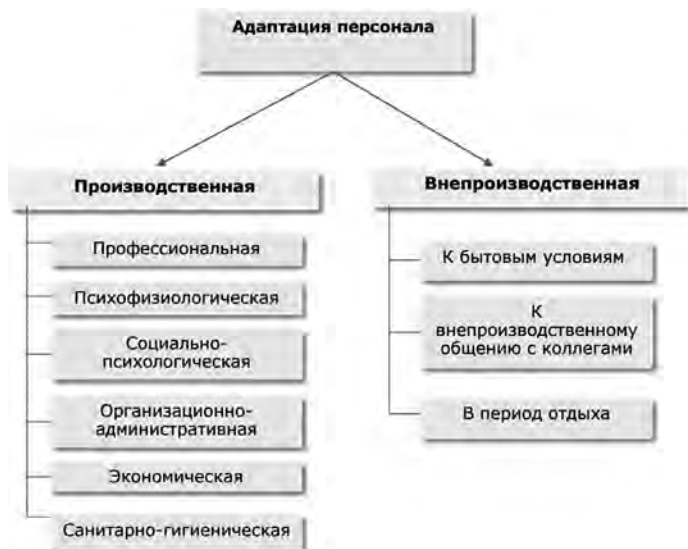 Адаптация персонала
Производственная
Профессиональная
Психофизиологическая
Социально-
психологическая
Организационно-
административная
Экономическая
Санитарно-гигиеническая
Внепроизводственная
К бытовым условиям
К
внепроизводственному
общению с коллегами
В период отдыха